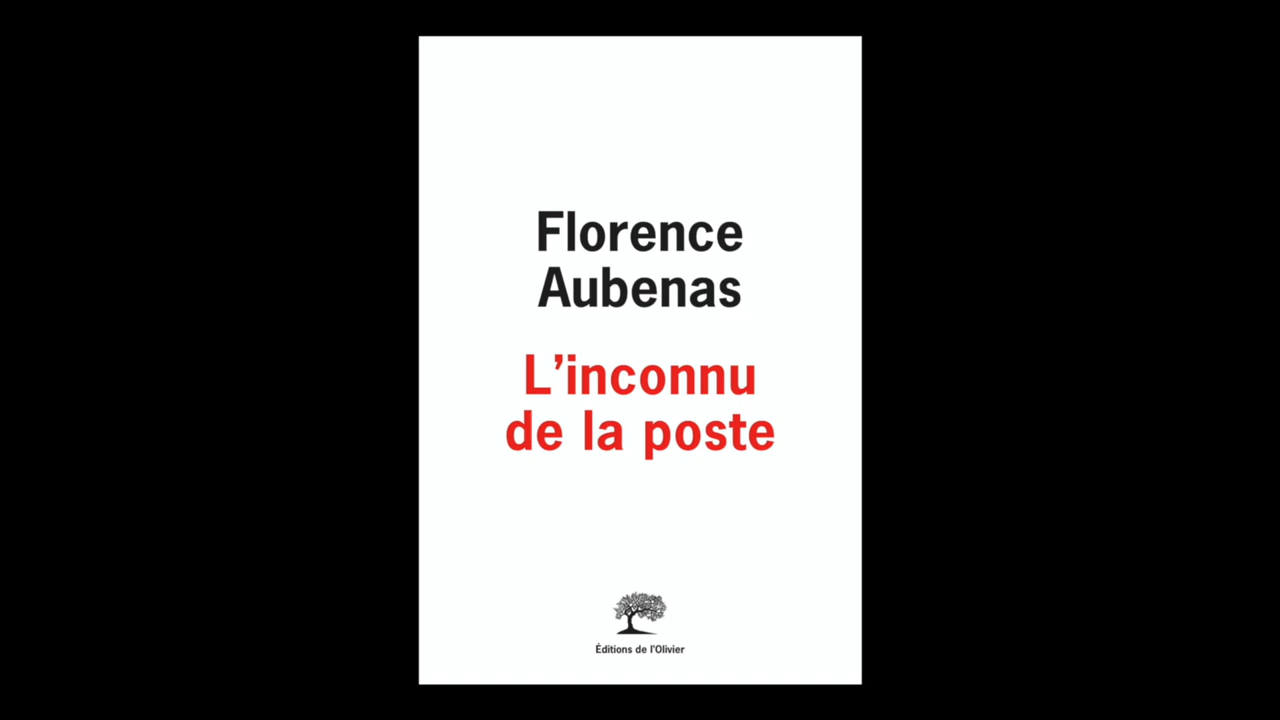 Florence
Aubenas
L’inconnu
de la poste
Éditions de l'Olivier